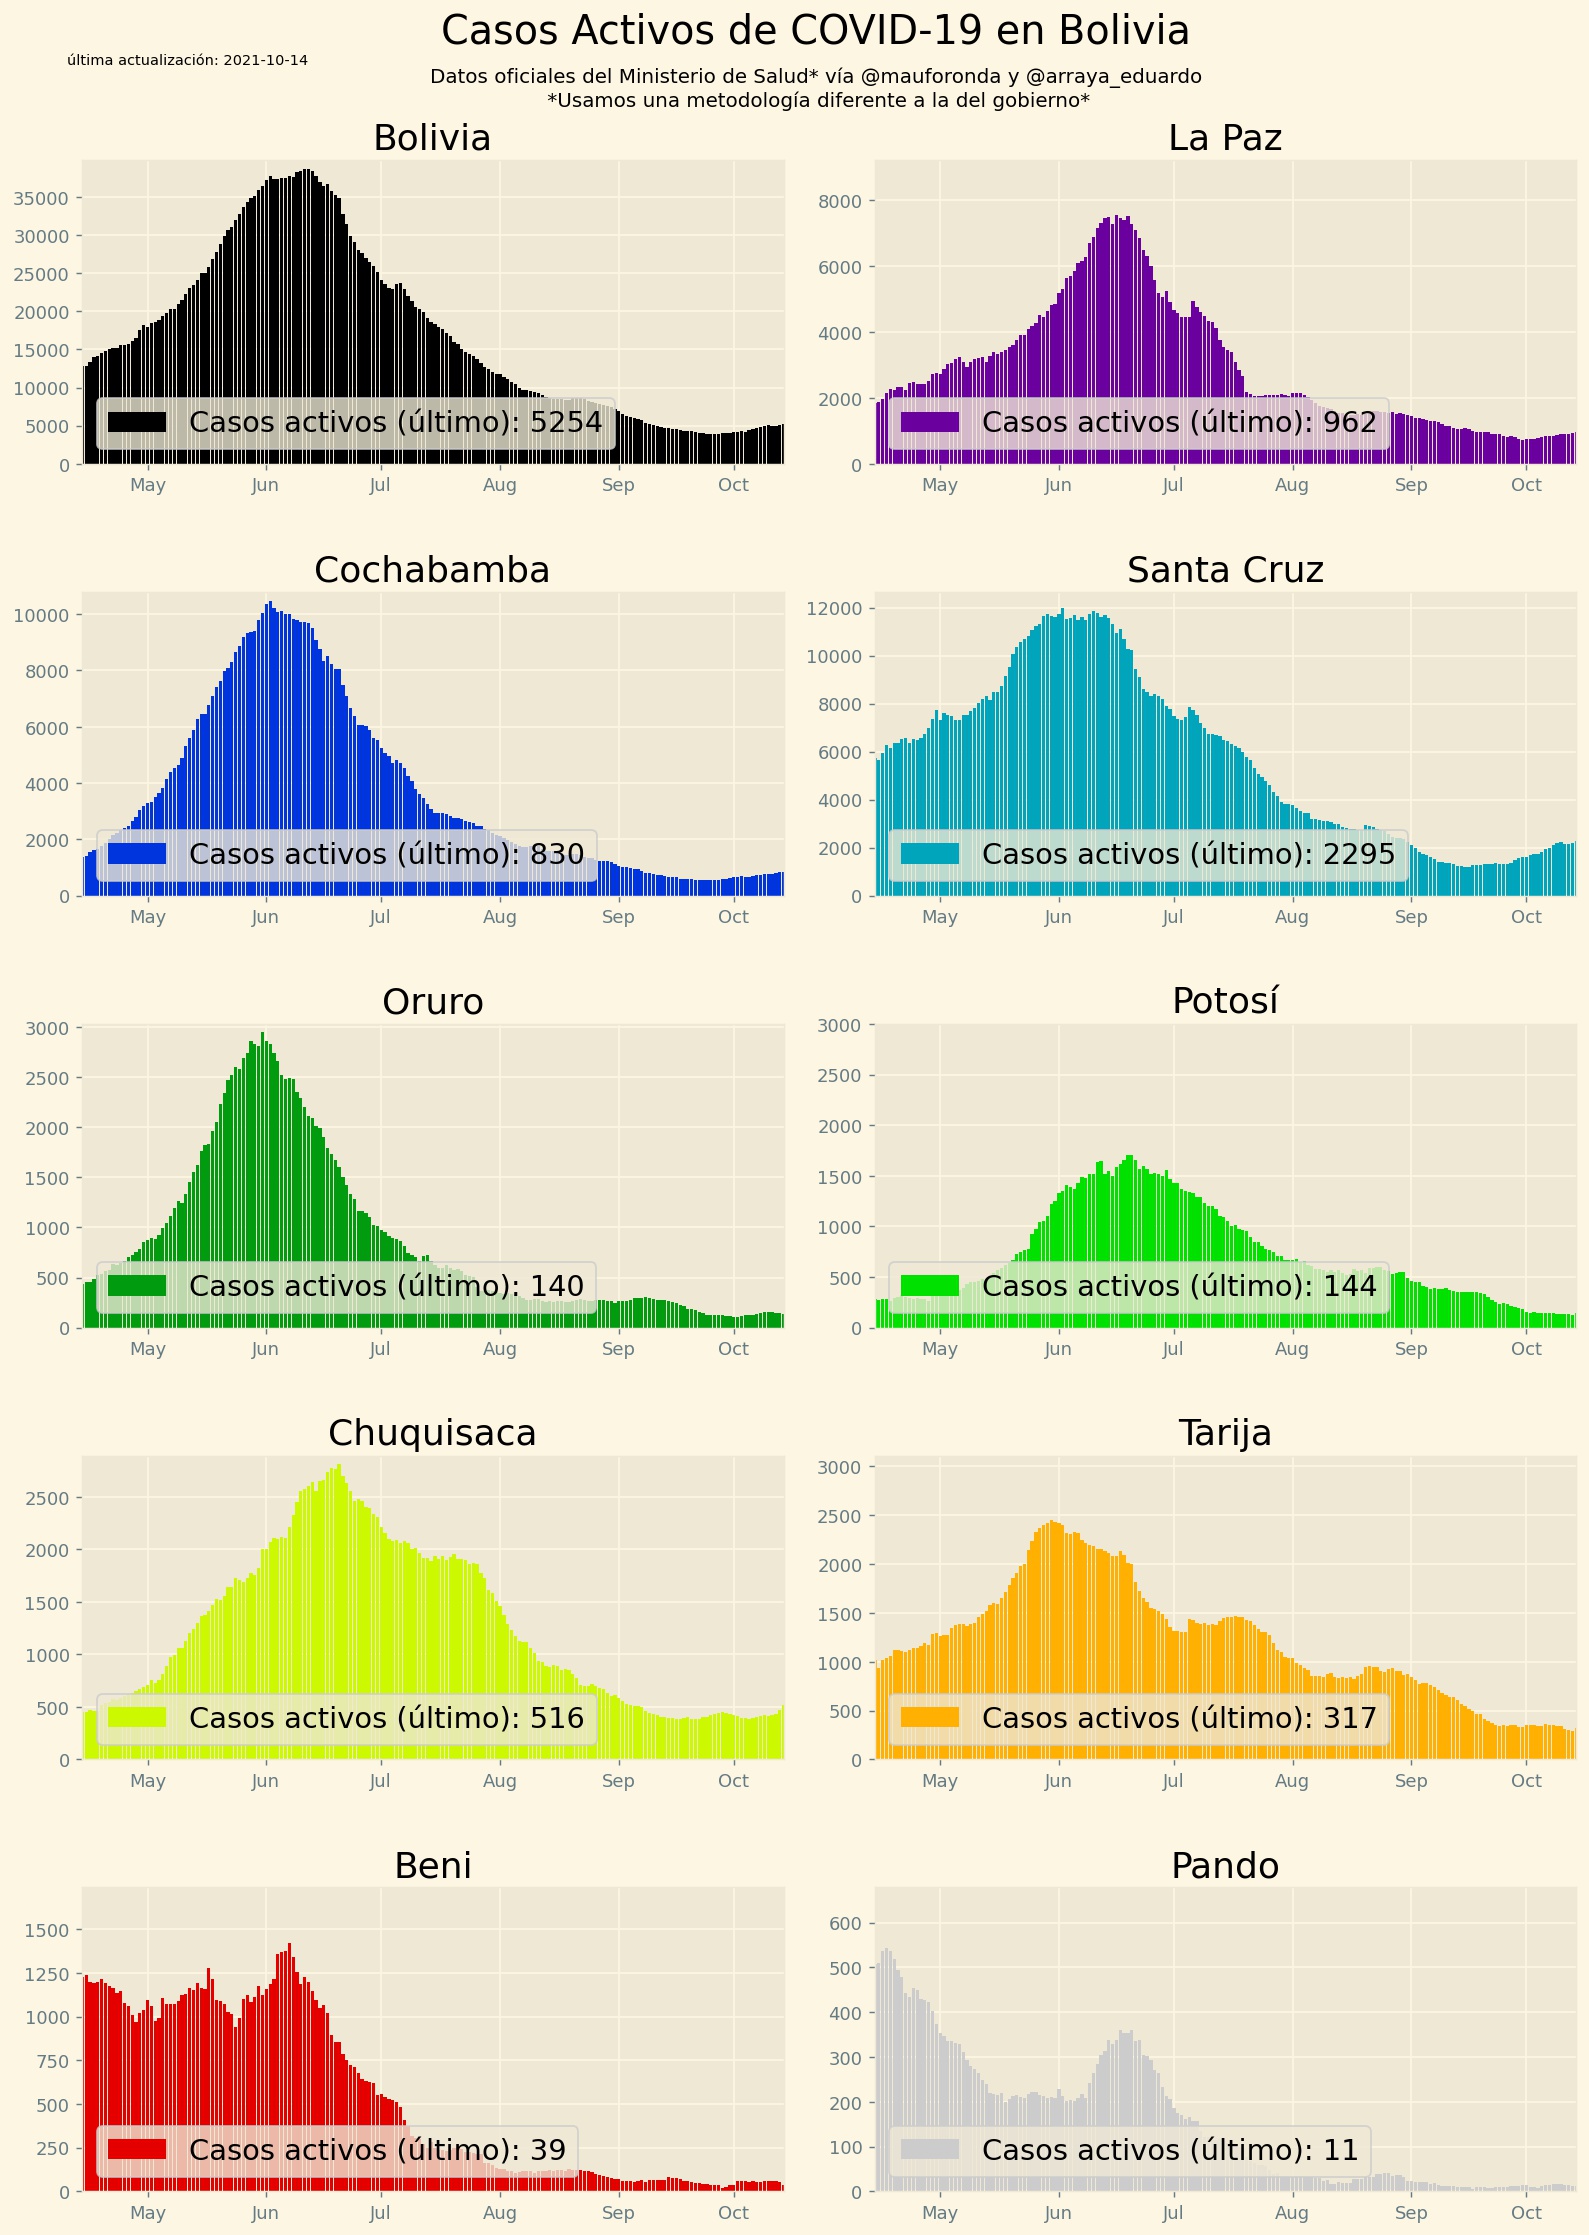 Casos Activos de COVID-19 en Bolivia
última actualización: 2021-10-14
Datos oficiales del Ministerio de Salud* vía @mauforonda y @arraya_eduardo
*Usamos una metodología diferente a la del gobierno*
Bolivia
35000
30000
25000
20000
15000
10000
5000
0
Casos activos (último): 5254
May Jun Jul Aug Sep Oct
La Paz
8000
6000
4000
2000
0
Casos activos (último): 962
May Jun Jul Aug Sep Oct
Cochabamba
10000
8000
6000
4000
2000
0
Casos activos (último): 830
May Jun Jul Aug Sep Oct
Santa Cruz
12000
10000
8000
6000
4000
2000
0
Casos activos (último): 2295
May Jun Jul Aug Sep Oct
Oruro
3000
2500
2000
1500
1000
500
0
Casos activos (último): 140
May Jun Jul Aug Sep Oct
Potosí
3000
2500
2000
1500
1000
500
0
Casos activos (último): 144
May Jun Jul Aug Sep Oct
Chuquisaca
2500
2000
1500
1000
500
0
Casos activos (último): 516
May Jun Jul Aug Sep Oct
Tarija
3000
2500
2000
1500
1000
500
0
Casos activos (último): 317
May Jun Jul Aug Sep Oct
Beni
1500
1250
1000
750
500
250
0
Casos activos (último): 39
May Jun Jul Aug Sep Oct
Pando
600
500
400
300
200
100
0
Casos activos (último): 11
May Jun Jul Aug Sep Oct